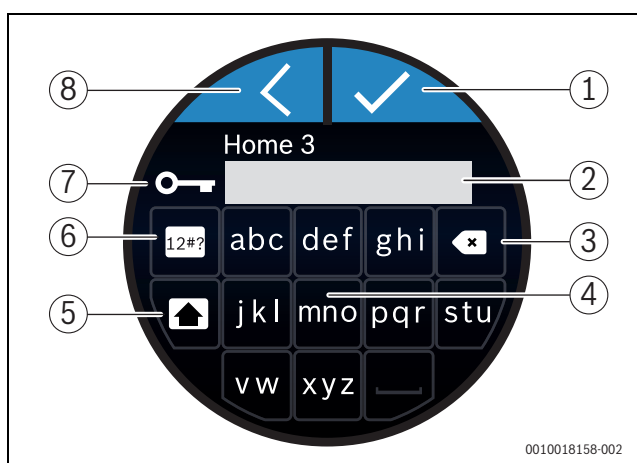 8 1
Home 3
7 2
6 12#? abc def ghi 3
4
5 jkl mno pqr stu
vw xyz
0010018158-002